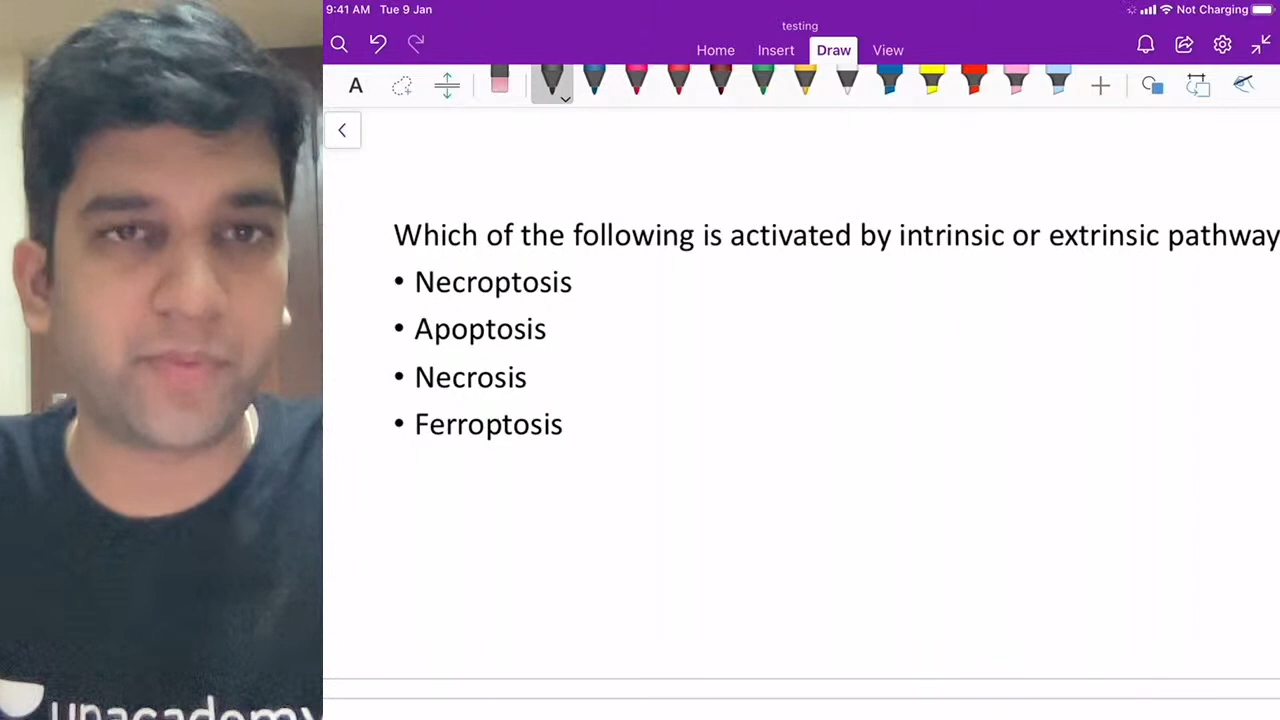 9:41 AM Tue 9 Jan
Not Charging
testing
Home Insert Draw View
A
Which of the following is activated by intrinsic or extrinsic pathway
• Necroptosis
• Apoptosis
• Necrosis
• Ferroptosis
unacademy